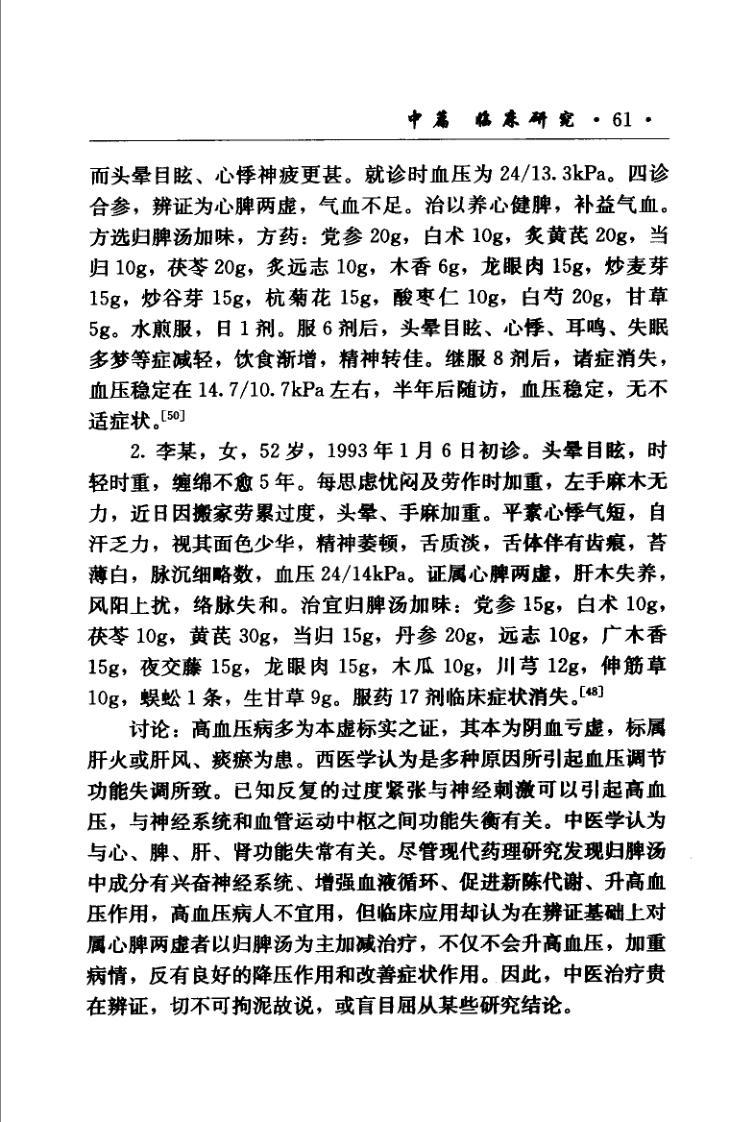 中篇 临床研究 · 61 ·
而头晕目眩、心悸神疲更甚。就诊时血压为 24/13.3kPa。四诊
合参，辨证为心脾两虚，气血不足。治以养心健脾，补益气血。
方选归脾汤加味，方药：党参 20g，白术 10g，炙黄芪 20g，当
归 10g，茯苓 20g，炙远志 10g，木香 6g，龙眼肉 15g，炒麦芽
15g，炒谷芽 15g，杭菊花 15g，酸枣仁 10g，白芍 20g，甘草
5g。水煎服，日 1 剂。服 6 剂后，头晕目眩、心悸、耳鸣、失眠
多梦等症减轻，饮食渐增，精神转佳。继服 8 剂后，诸症消失，
血压稳定在 14.7/10.7kPa 左右，半年后随访，血压稳定，无不
适症状。[50]
2. 李某，女，52 岁，1993 年 1 月 6 日初诊。头晕目眩，时
轻时重，缠绵不愈 5 年。每思虑忧闷及劳作时加重，左手麻木无
力，近日因搬家劳累过度，头晕、手麻加重。平素心悸气短，自
汗乏力，视其面色少华，精神萎顿，舌质淡，舌体伴有齿痕，苔
薄白，脉沉细略数，血压 24/14kPa。证属心脾两虚，肝木失养，
风阳上扰，络脉失和。治宜归脾汤加味：党参 15g，白术 10g，
茯苓 10g，黄芪 30g，当归 15g，丹参 20g，远志 10g，广木香
15g，夜交藤 15g，龙眼肉 15g，木瓜 10g，川芎 12g，伸筋草
10g，蜈蚣 1 条，生甘草 9g。服药 17 剂临床症状消失。[48]
讨论：高血压病多为本虚标实之证，其本为阴血亏虚，标属
肝火或肝风、痰瘀为患。西医学认为是多种原因所引起血压调节
功能失调所致。已知反复的过度紧张与神经刺激可以引起高血
压，与神经系统和血管运动中枢之间功能失衡有关。中医学认为
与心、脾、肝、肾功能失常有关。尽管现代药理研究发现归脾汤
中成分有兴奋神经系统、增强血液循环、促进新陈代谢、升高血
压作用，高血压病人不宜用，但临床应用却认为在辨证基础上对
属心脾两虚者以归脾汤为主加减治疗，不仅不会升高血压，加重
病情，反有良好的降压作用和改善症状作用。因此，中医治疗贵
在辨证，切不可拘泥故说，或盲目屈从某些研究结论。